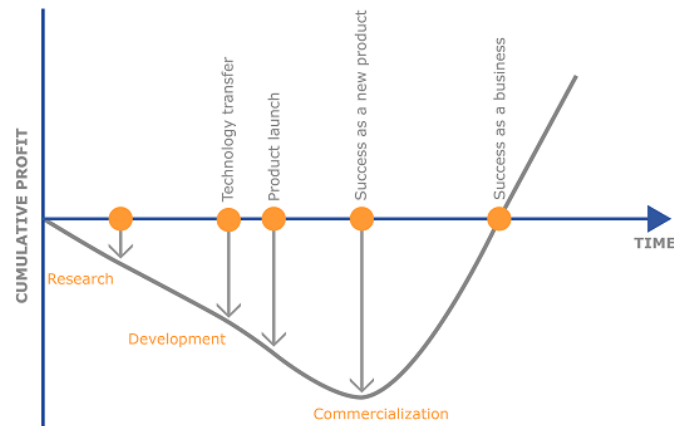 Technology transfer
Product launch
Success as a new product
Success as a business
CUMULATIVE PROFIT
TIME
Research
Development
Commercialization